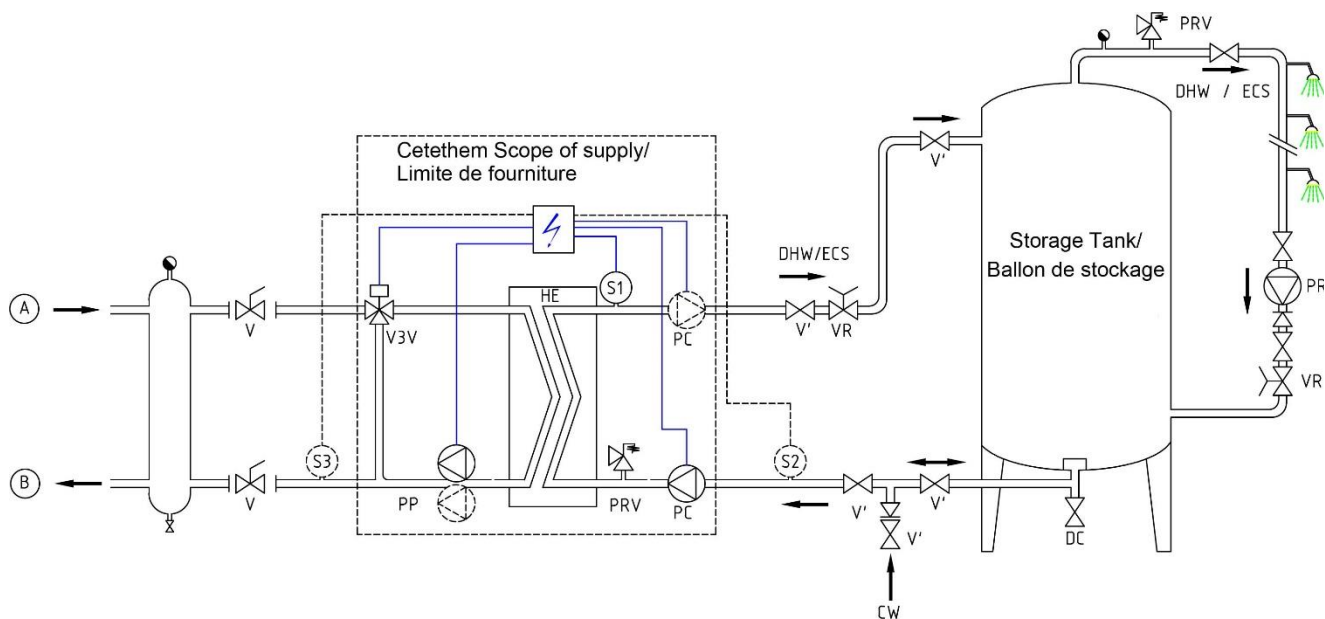 PRV
DHW / ECS
Cetethem Scope of supply/
Limite de fourniture
V'
Storage Tank/
Ballon de stockage
DHW/ECS
S1
HE
A
V
V3V
PC
V'
VR
PR
VR
S3
S2
B
V
PP
PRV
PC
V'
V'
V'
DC
CW